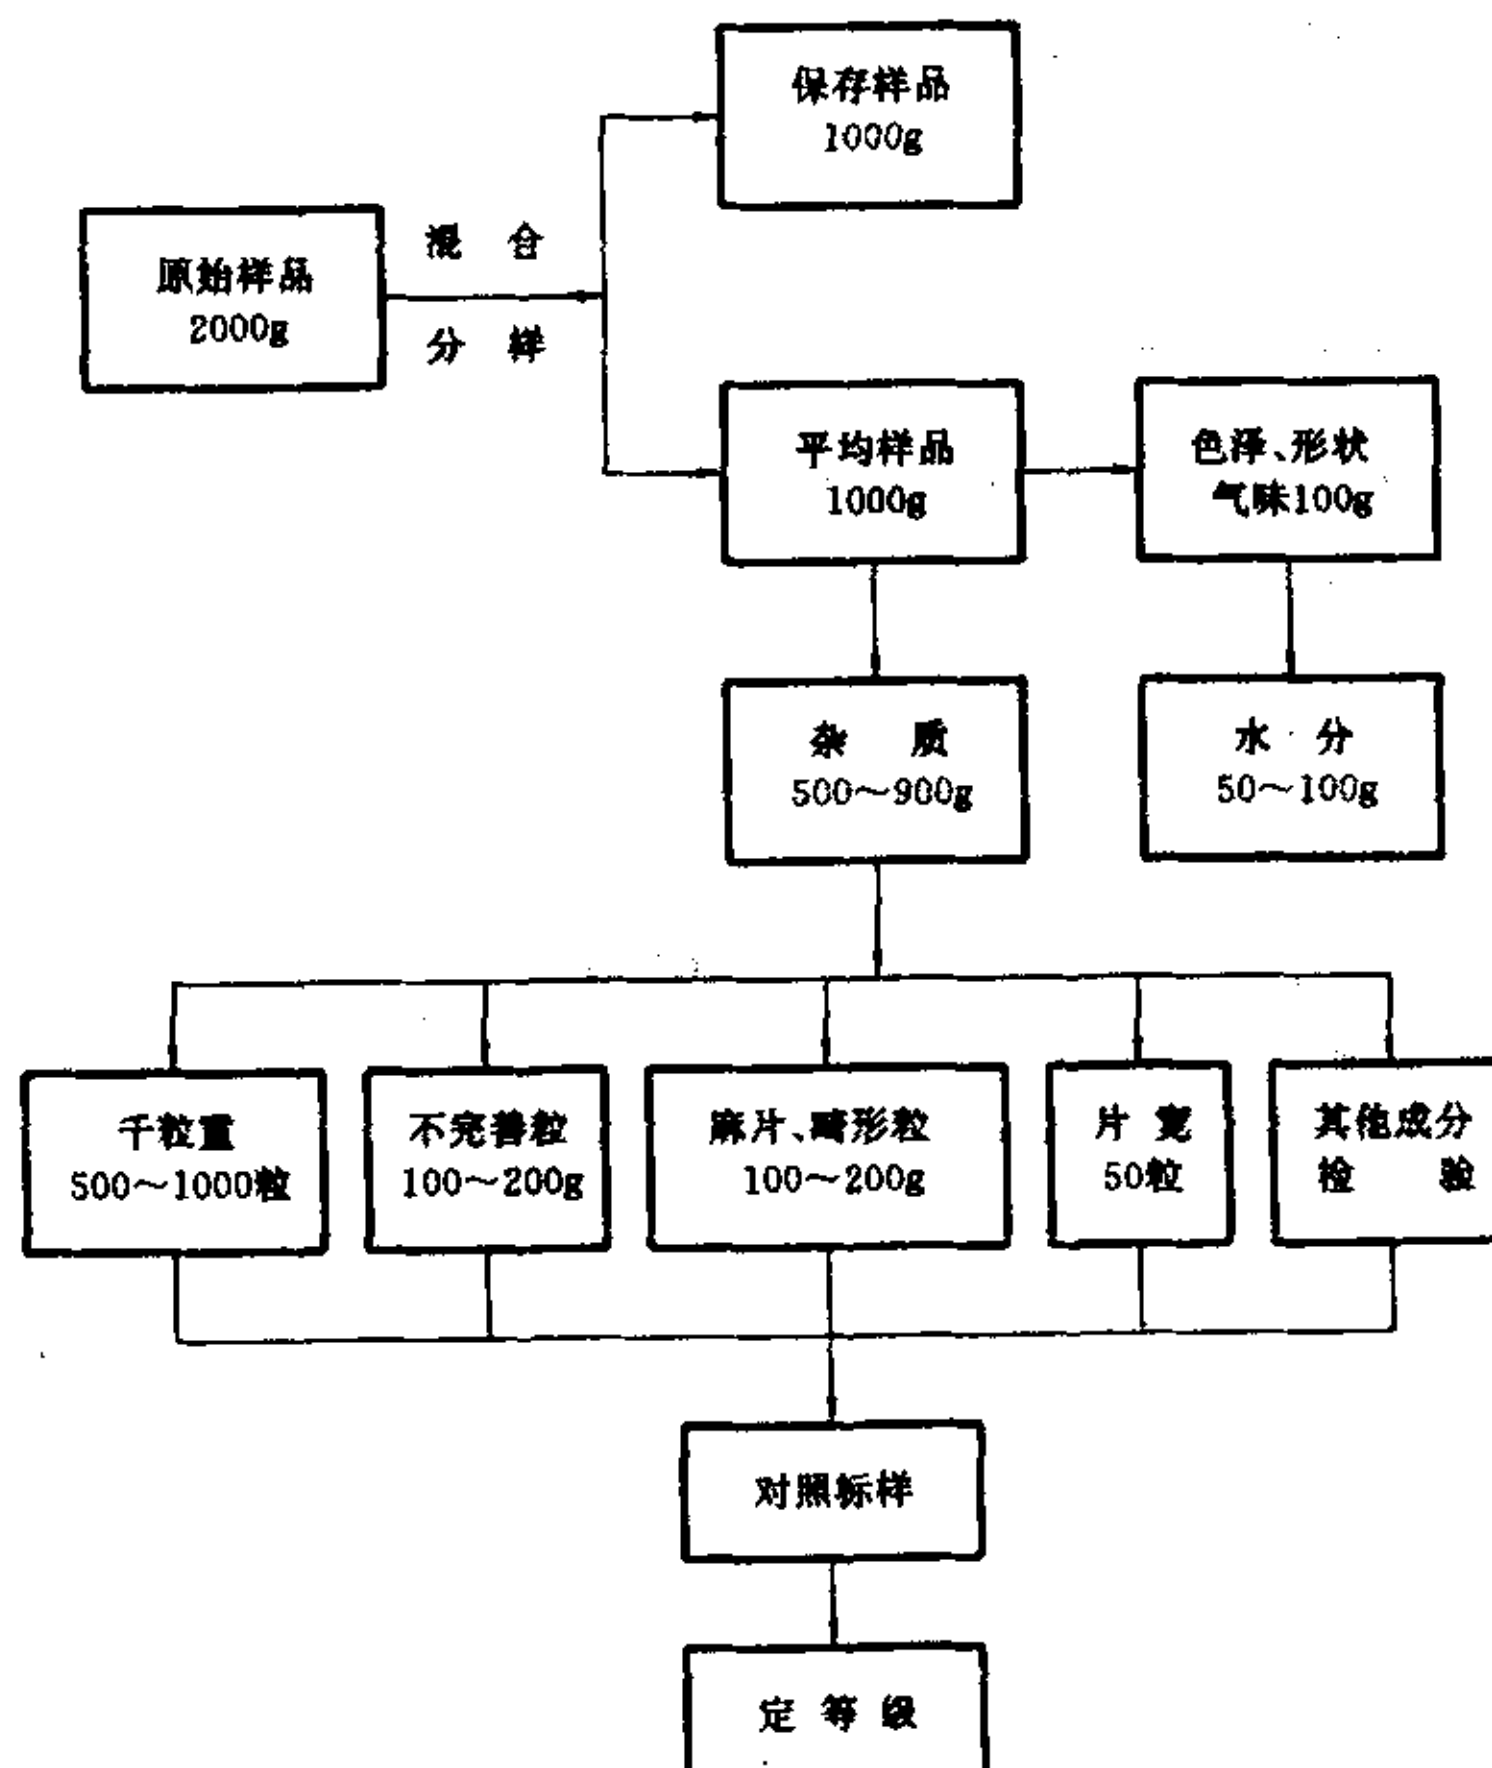 保存样品
1000g
原始样品
2000g
混 合
分 样
平均样品
1000g
色泽、形状
气味100g
杂 质
500～900g
水 分
50～100g
千粒重
500～1000粒
不完善粒
100～200g
麻片、畸形粒
100～200g
片 宽
50粒
其他成分
检 验
对照标样
定 等 级